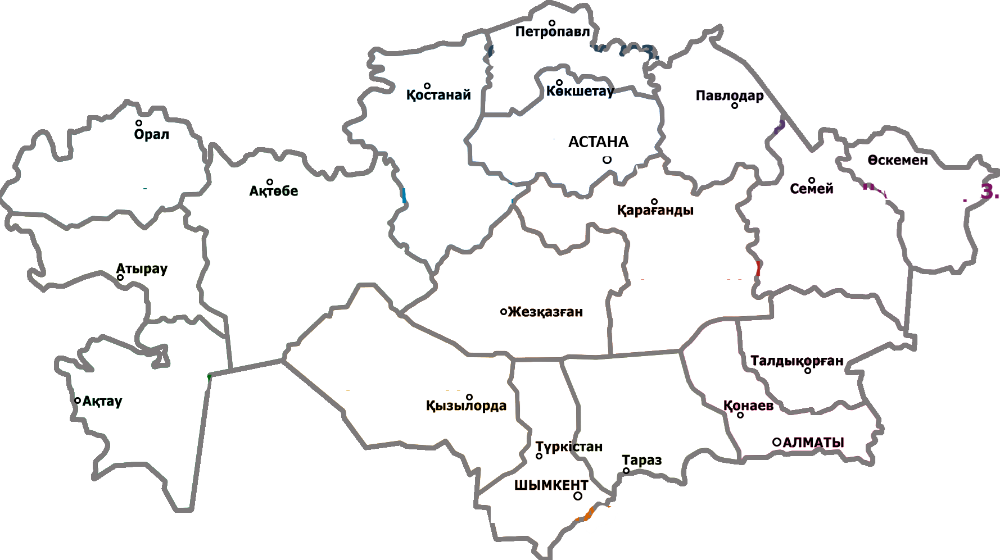 Петропавл
Көкшетау
Қостанай
Павлодар
Орал
АСТАНА
Өскемен
Ақтөбе
Семей
З.
Қарағанды
Атырау
Жезқазған
Талдықорған
Ақтау
Қызылорда
Қонаев
АЛМАТЫ
Түркістан
Тараз
ШЫМКЕНТ